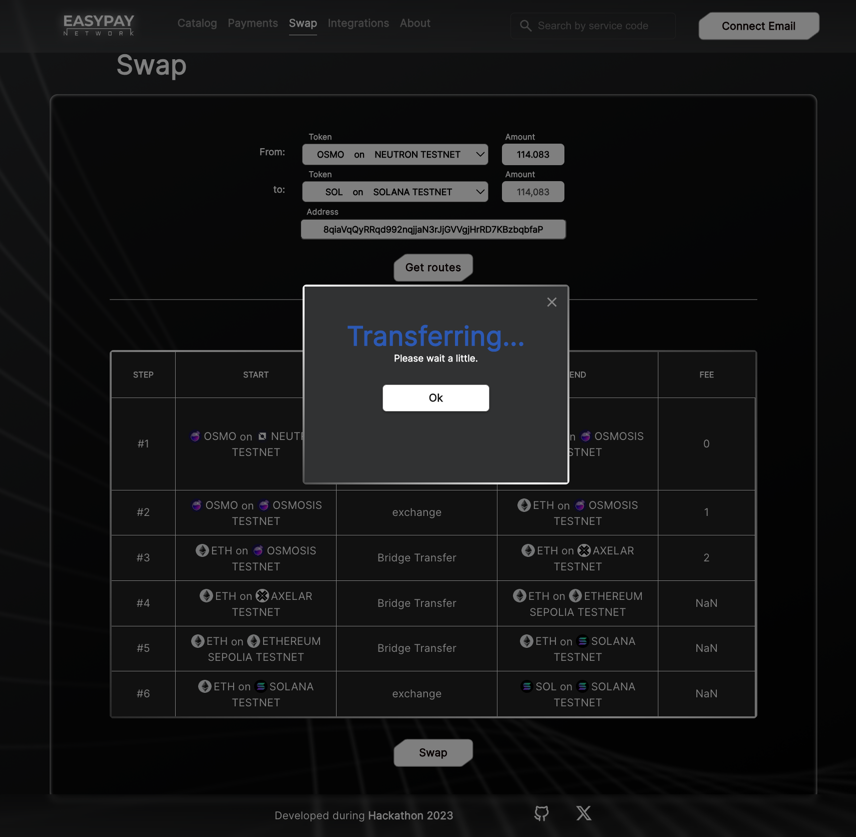 EASYPAY
NETWORK
Catalog Payments Swap Integrations About
Search by service code
Connect Email
Swap
Token Amount
From: OSMO on NEUTRON TESTNET 114.083
Token Amount
to: SOL on SOLANA TESTNET 114,083
Address
8qiaVqQyRRqd992nqjjaN3rJjGVVgjHrRD7KBzbqbfaP
Get routes
Transferring...
Please wait a little.
Ok
STEP START END FEE
#1 OSMO on NEUT OSMOSIS 0
TESTNET
#2 OSMO on OSMOSIS TESTNET exchange ETH on OSMOSIS TESTNET 1
#3 ETH on OSMOSIS TESTNET Bridge Transfer ETH on AXELAR TESTNET 2
#4 ETH on AXELAR TESTNET Bridge Transfer ETH on ETHEREUM SEPOLIA TESTNET NaN
#5 ETH on ETHEREUM SEPOLIA TESTNET Bridge Transfer ETH on SOLANA TESTNET NaN
#6 ETH on SOLANA TESTNET exchange SOL on SOLANA TESTNET NaN
Swap
Developed during Hackathon 2023